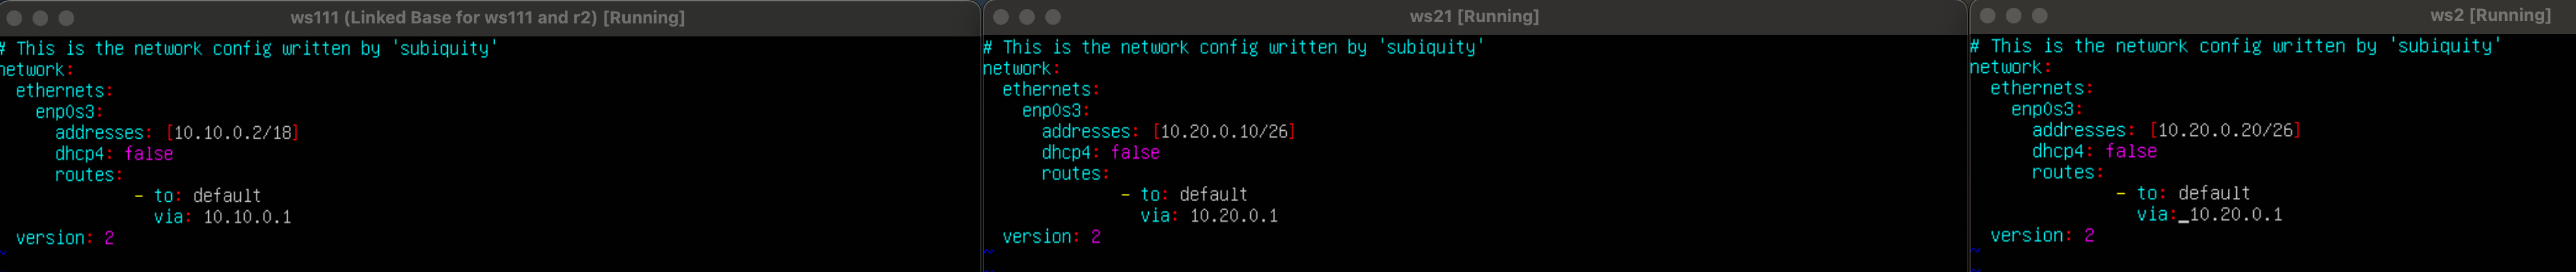 ws111 (Linked Base for ws111 and r2) [Running]
# This is the network config written by 'subiquity'
network:
  ethernets:
    enp0s3:
      addresses: [10.10.0.2/18]
      dhcp4: false
      routes:
              - to: default
                via: 10.10.0.1
  version: 2
~
ws21 [Running]
# This is the network config written by 'subiquity'
network:
  ethernets:
    enp0s3:
      addresses: [10.20.0.10/26]
      dhcp4: false
      routes:
              - to: default
                via: 10.20.0.1
  version: 2
~
ws2 [Running]
# This is the network config written by 'subiquity'
network:
  ethernets:
    enp0s3:
      addresses: [10.20.0.20/26]
      dhcp4: false
      routes:
              - to: default
                via: 10.20.0.1
  version: 2
~